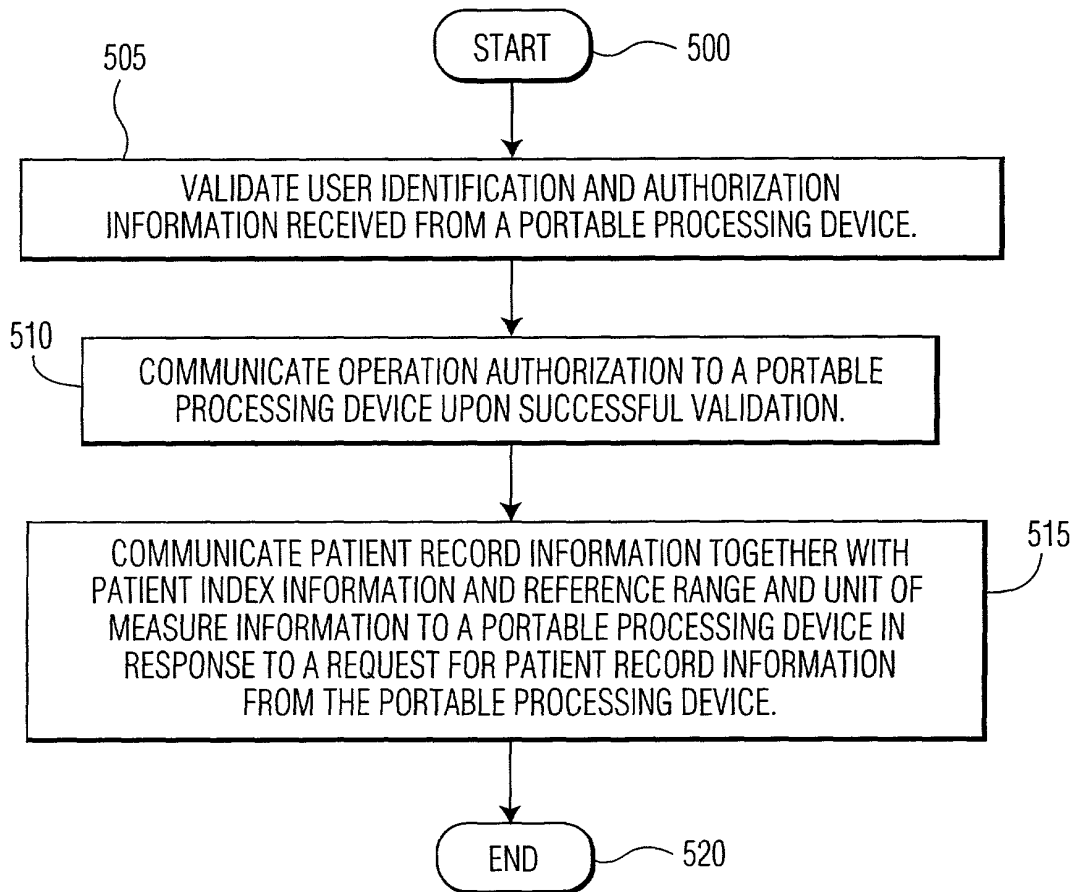 START
500
505
VALIDATE USER IDENTIFICATION AND AUTHORIZATION
INFORMATION RECEIVED FROM A PORTABLE PROCESSING DEVICE.
510
COMMUNICATE OPERATION AUTHORIZATION TO A PORTABLE
PROCESSING DEVICE UPON SUCCESSFUL VALIDATION.
515
COMMUNICATE PATIENT RECORD INFORMATION TOGETHER WITH
PATIENT INDEX INFORMATION AND REFERENCE RANGE AND UNIT OF
MEASURE INFORMATION TO A PORTABLE PROCESSING DEVICE IN
RESPONSE TO A REQUEST FOR PATIENT RECORD INFORMATION
FROM THE PORTABLE PROCESSING DEVICE.
END
520